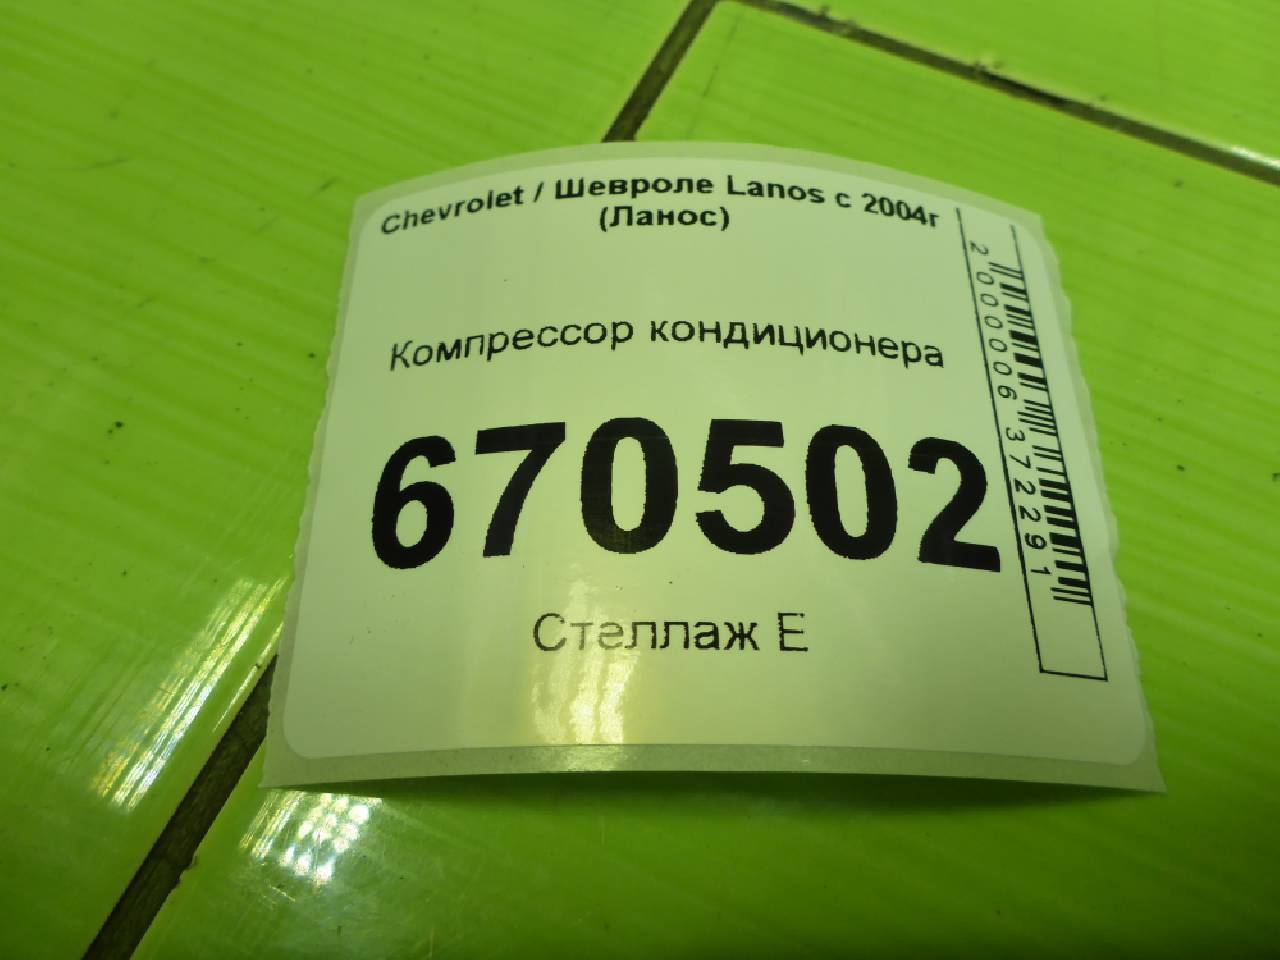 Chevrolet / Шевроле Lanos с 2004г
(Ланос)
Компрессор кондиционера
670502
Стеллаж Е
2000006372291